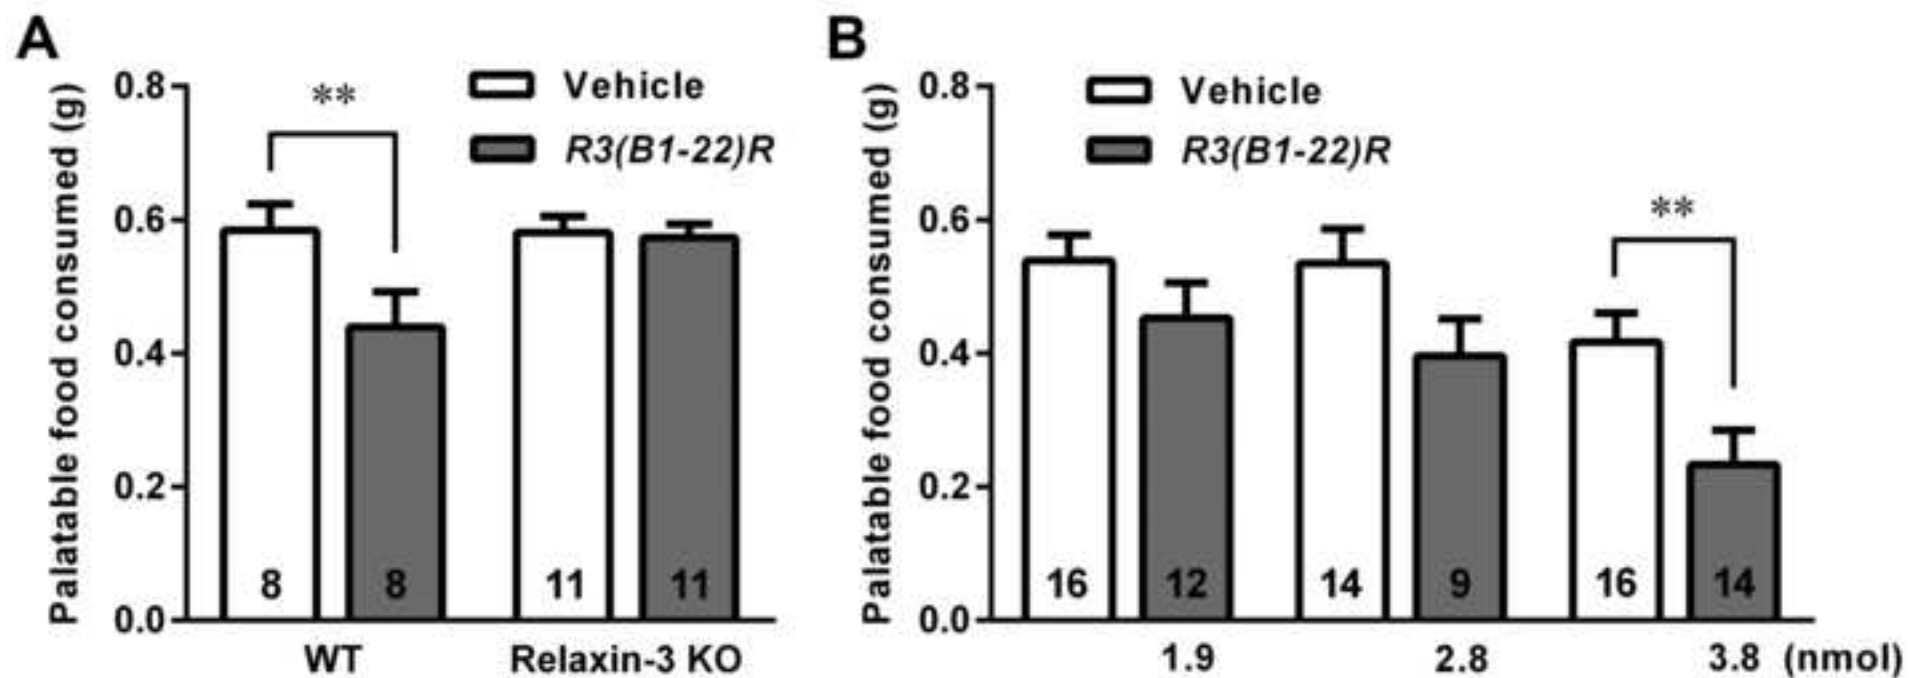 A
Palatable food consumed (g)
0.8
0.6
0.4
0.2
0.0
**
Vehicle
R3(B1-22)R
8
8
11
11
WT
Relaxin-3 KO
B
Palatable food consumed (g)
0.8
0.6
0.4
0.2
0.0
Vehicle
R3(B1-22)R
**
16
12
14
9
16
14
1.9
2.8
3.8 (nmol)